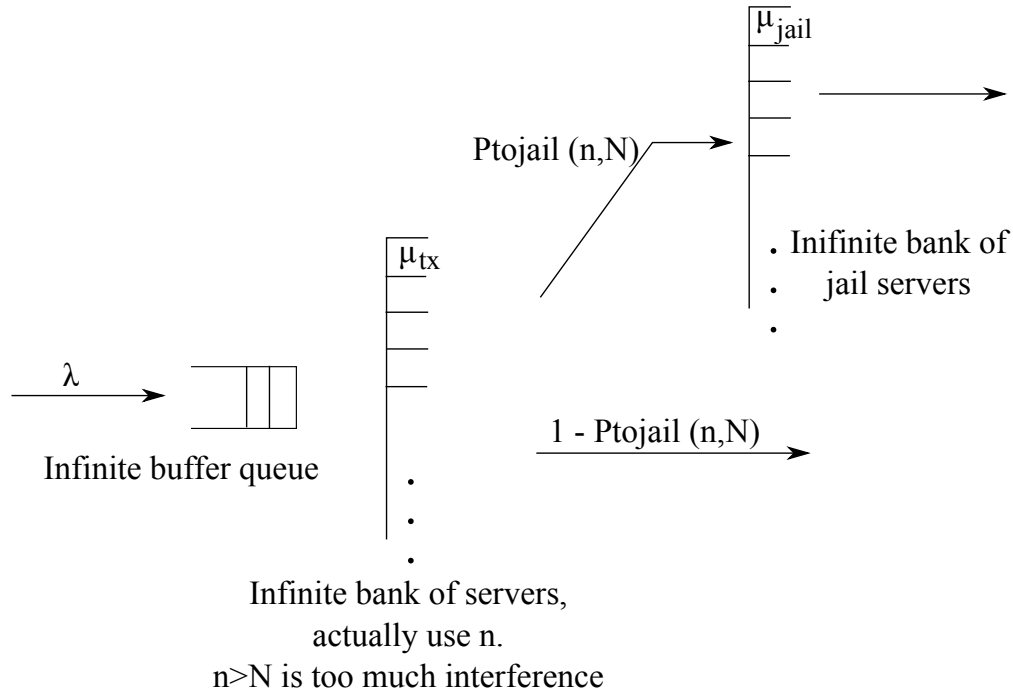 μjail
Ptojail (n,N)
Inifinite bank of
jail servers
μtx
λ
1 - Ptojail (n,N)
Infinite buffer queue
Infinite bank of servers,
actually use n.
n>N is too much interference